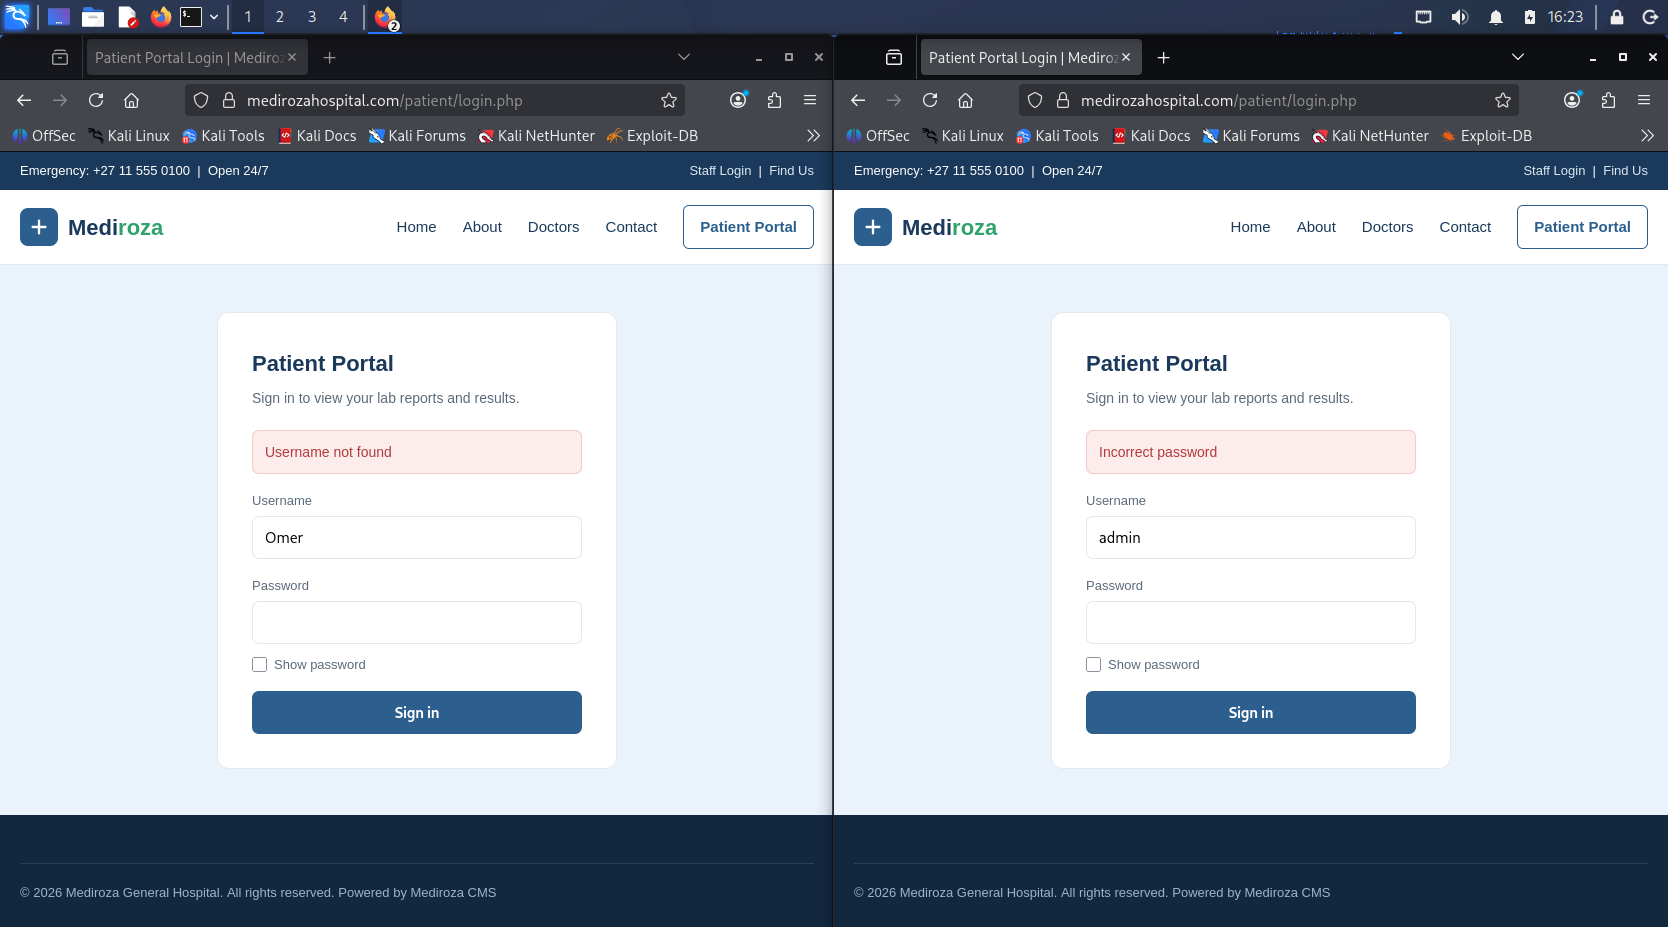 1 2 3 4 2 16:23
Patient Portal Login | Mediroz
medirozahospital.com/patient/login.php
OffSec Kali Linux Kali Tools Kali Docs Kali Forums Kali NetHunter Exploit-DB
Emergency: +27 11 555 0100 | Open 24/7 Staff Login | Find Us
Mediroza Home About Doctors Contact Patient Portal
Patient Portal
Sign in to view your lab reports and results.
Username not found
Username
Omer
Password
Show password
Sign in
© 2026 Mediroza General Hospital. All rights reserved. Powered by Mediroza CMS
Patient Portal Login | Mediroz
medirozahospital.com/patient/login.php
OffSec Kali Linux Kali Tools Kali Docs Kali Forums Kali NetHunter Exploit-DB
Emergency: +27 11 555 0100 | Open 24/7 Staff Login | Find Us
Mediroza Home About Doctors Contact Patient Portal
Patient Portal
Sign in to view your lab reports and results.
Incorrect password
Username
admin
Password
Show password
Sign in
© 2026 Mediroza General Hospital. All rights reserved. Powered by Mediroza CMS